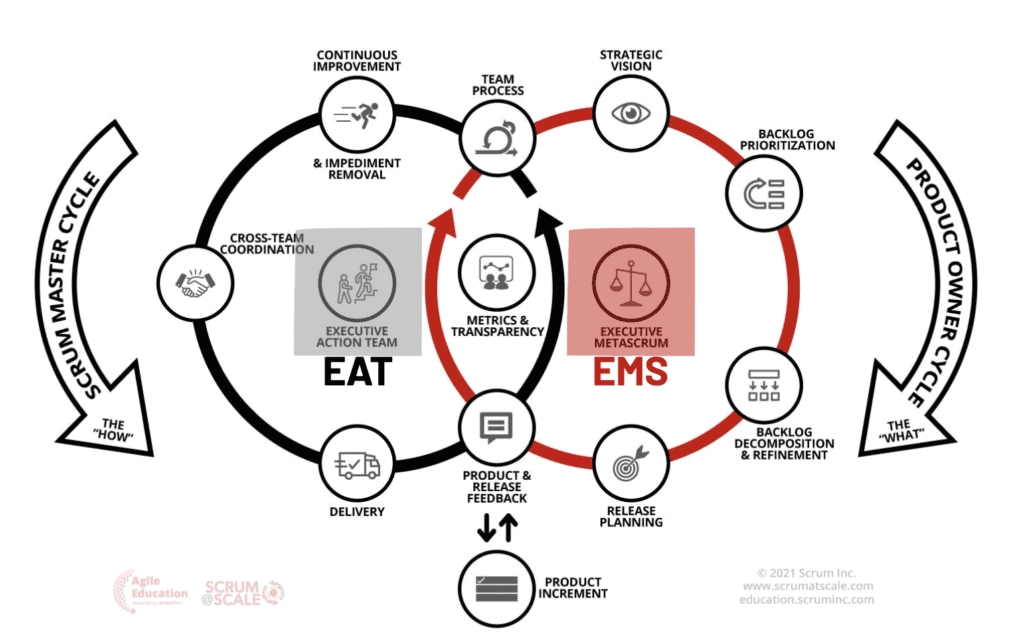 CONTINUOUS
IMPROVEMENT
& IMPEDIMENT
REMOVAL
TEAM
PROCESS
STRATEGIC
VISION
BACKLOG
PRIORITIZATION
SCRUM MASTER CYCLE
THE
"HOW"
CROSS-TEAM
COORDINATION
EXECUTIVE
ACTION TEAM
EAT
METRICS &
TRANSPARENCY
EXECUTIVE
METASCRUM
EMS
PRODUCT OWNER CYCLE
THE
"WHAT"
BACKLOG
DECOMPOSITION
& REFINEMENT
DELIVERY
PRODUCT &
RELEASE
FEEDBACK
RELEASE
PLANNING
PRODUCT
INCREMENT
Agile
Education
SCRUM
@SCALE
© 2021 Scrum Inc.
www.scrumatscale.com
education.scruminc.com